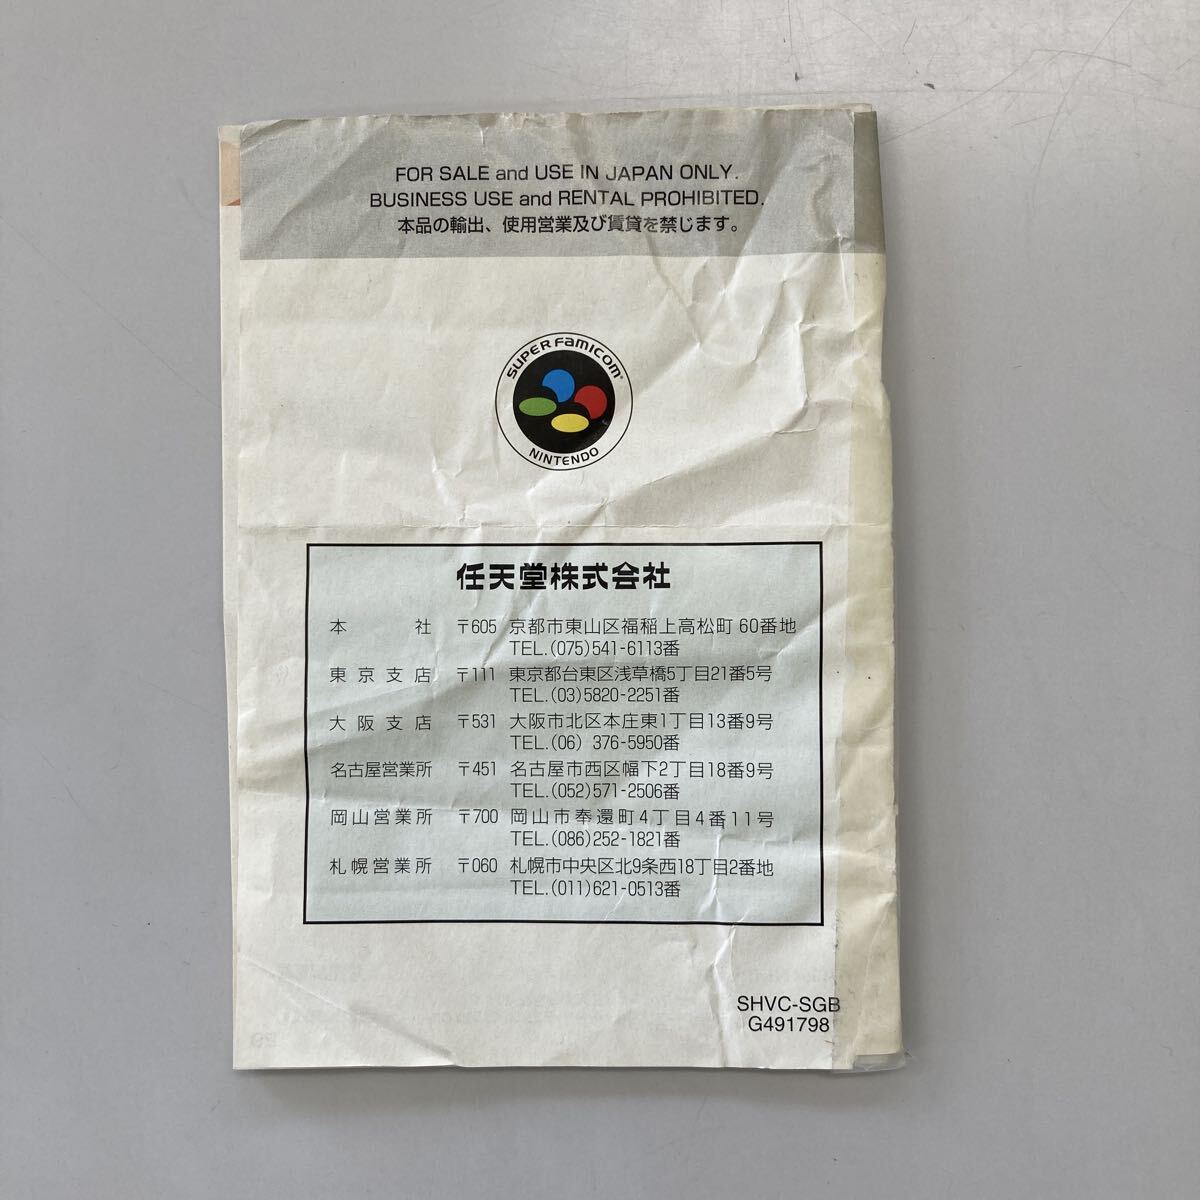 FOR SALE and USE IN JAPAN ONLY.
BUSINESS USE and RENTAL PROHIBITED.
本品の輸出、使用営業及び賃貸を禁じます。
SUPER FAMICOM
NINTENDO
任天堂株式会社
本 社 〒605 京都市東山区福稲上高松町 60番地
TEL.(075)541-6113番
東京支店 〒111 東京都台東区浅草橋5丁目21番5号
TEL.(03)5820-2251番
大阪支店 〒531 大阪市北区本庄東1丁目13番9号
TEL.(06) 376-5950番
名古屋営業所 〒451 名古屋市西区幅下2丁目18番9号
TEL.(052)571-2506番
岡山営業所 〒700 岡山市奉還町4丁目4番11号
TEL.(086)252-1821番
札幌営業所 〒060 札幌市中央区北9条西18丁目2番地
TEL.(011)621-0513番
SHVC-SGB
G491798